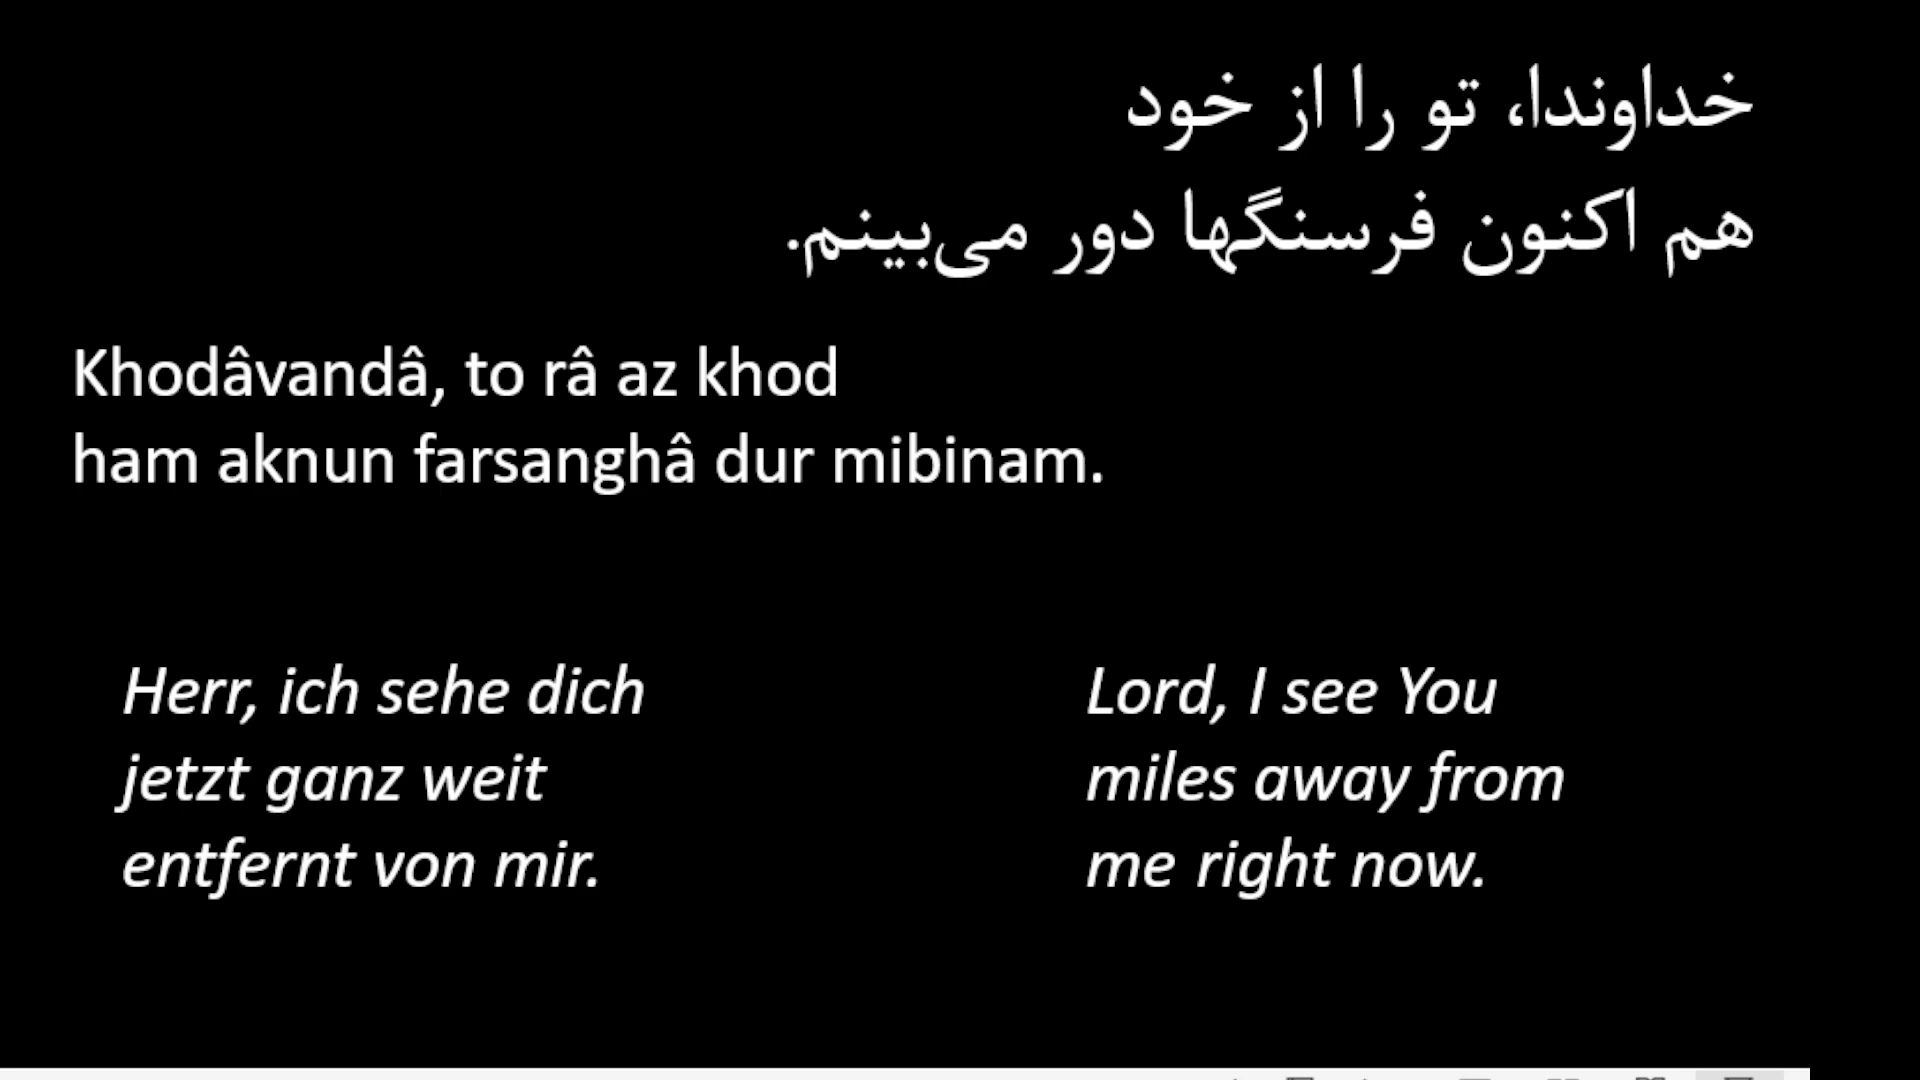 خداوندا، تو را از خود
هم اکنون فرسنگها دور می‌بینم.
Khodâvandâ, to râ az khod
ham aknun farsanghâ dur mibinam.
Herr, ich sehe dich
jetzt ganz weit
entfernt von mir.
Lord, I see You
miles away from
me right now.